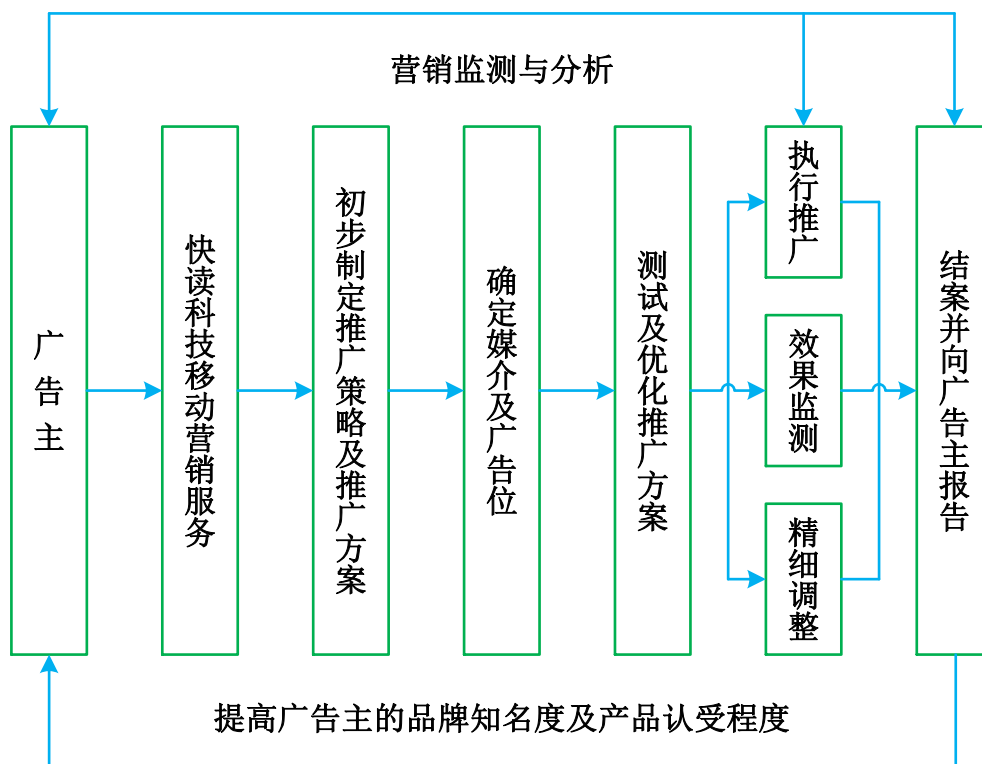 营销监测与分析
广告主
快读科技移动营销服务
初步制定推广策略及推广方案
确定媒介及广告位
测试及优化推广方案
执行推广
效果监测
精细调整
结案并向广告主报告
提高广告主的品牌知名度及产品认受程度